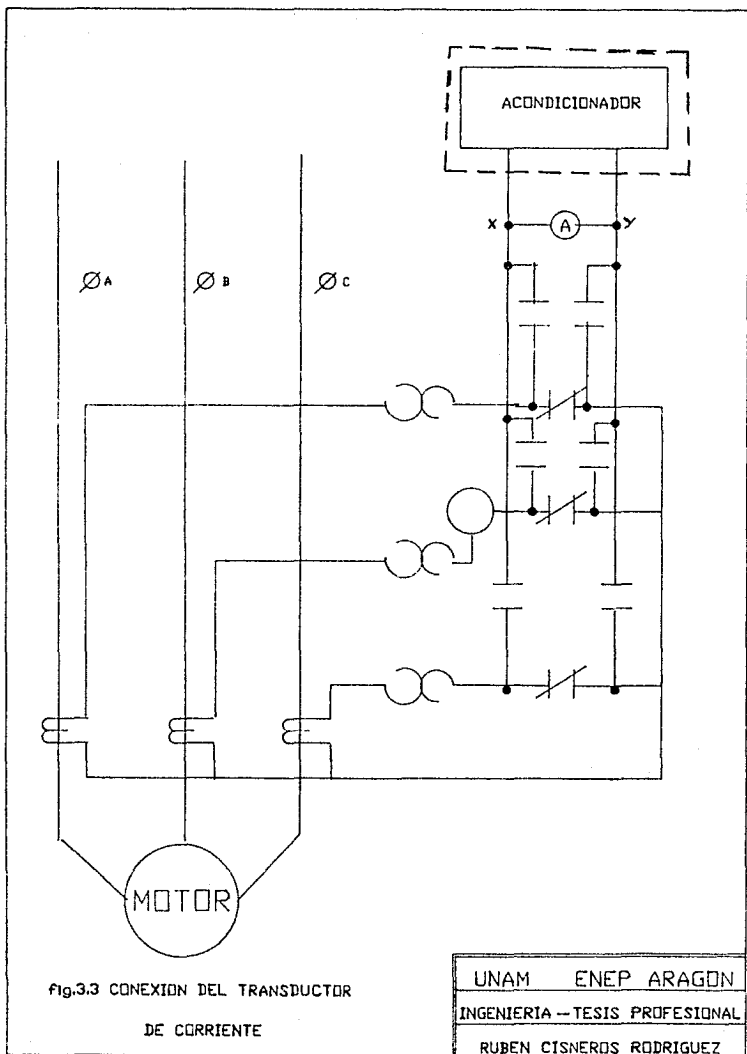 ACONDICIONADOR
X A Y
ØA ØB ØC
MOTOR
fig.3.3 CONEXION DEL TRANSDUCTOR
DE CORRIENTE
UNAM ENEP ARAGON
INGENIERIA - TESIS PROFESIONAL
RUBEN CISNEROS RODRIGUEZ